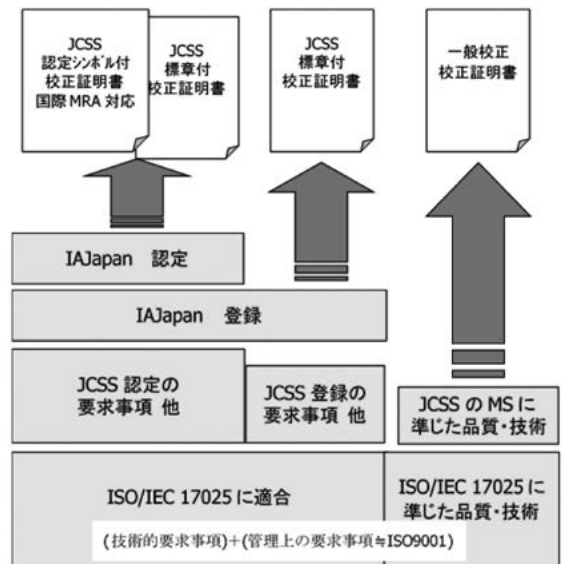 JCSS
認定シンボル付
校正証明書
国際 MRA 対応
JCSS
標章付
校正証明書
JCSS
標章付
校正証明書
一般校正
校正証明書
IAJapan 認定
IAJapan 登録
JCSS 認定の
要求事項 他
JCSS 登録の
要求事項 他
JCSS の MS に
準じた品質・技術
ISO/IEC 17025 に適合
ISO/IEC 17025 に
準じた品質・技術
(技術的要求事項)+(管理上の要求事項≒ISO9001)